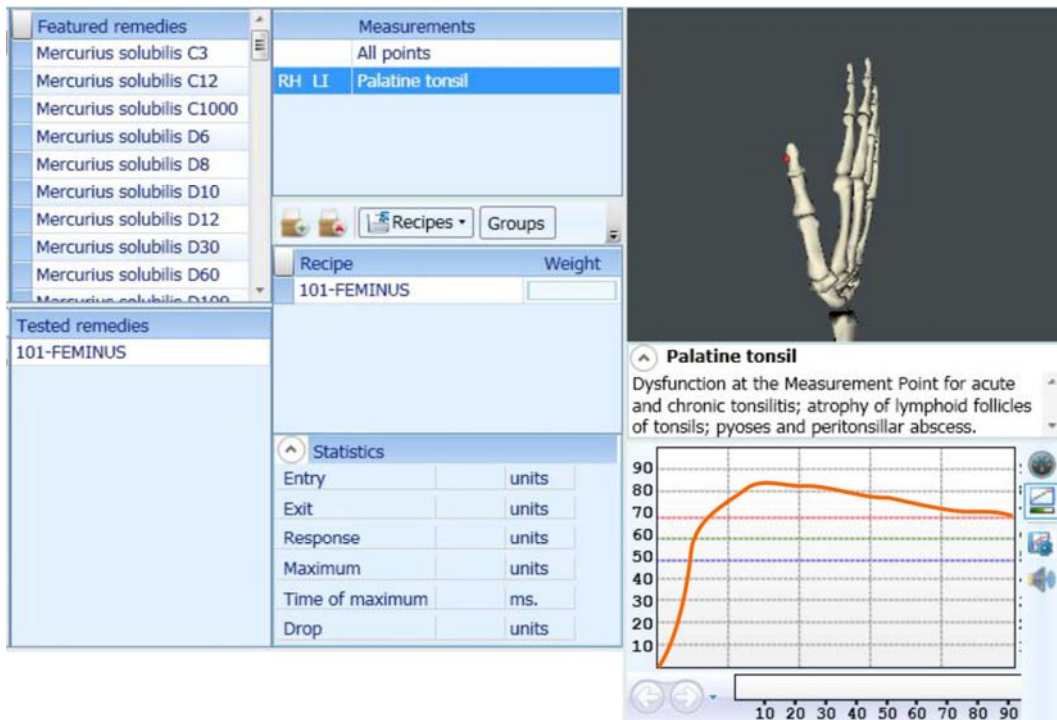 Featured remedies
Mercurius solubilis C3
Mercurius solubilis C12
Mercurius solubilis C1000
Mercurius solubilis D6
Mercurius solubilis D8
Mercurius solubilis D10
Mercurius solubilis D12
Mercurius solubilis D30
Mercurius solubilis D60
Mercurius solubilis D100
Tested remedies
101-FEMINUS
Measurements
All points
RH LI Palatine tonsil
Recipes Groups
Recipe Weight
101-FEMINUS
Statistics
Entry units
Exit units
Response units
Maximum units
Time of maximum ms.
Drop units
Palatine tonsil
Dysfunction at the Measurement Point for acute
and chronic tonsilitis; atrophy of lymphoid follicles
of tonsils; pyoses and peritonsillar abscess.
90
80
70
60
50
40
30
20
10
10 20 30 40 50 60 70 80 90